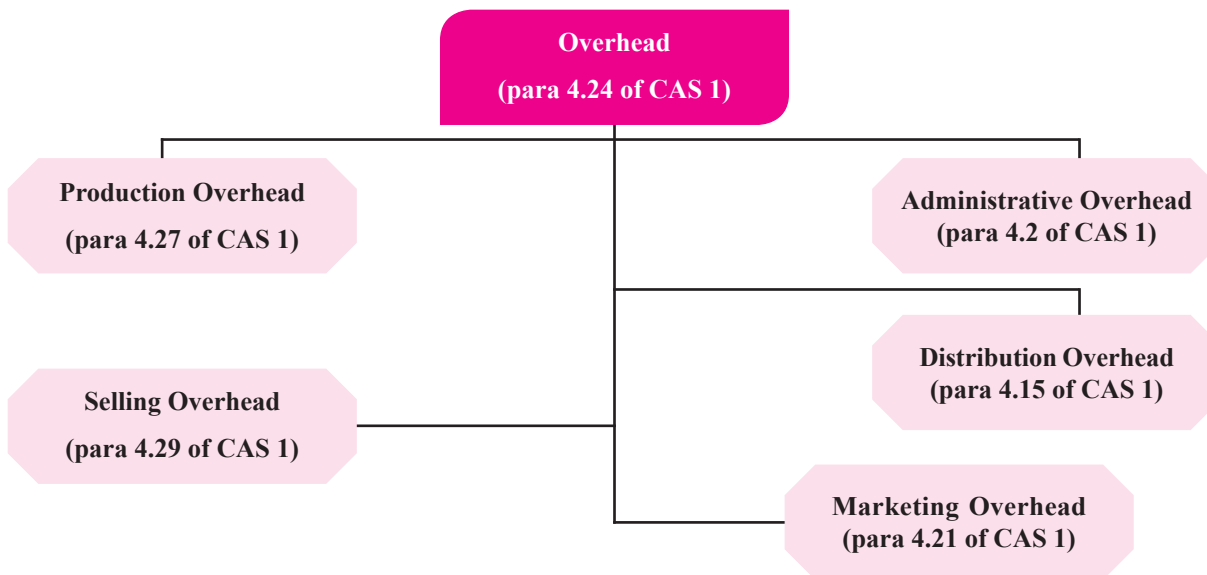 Overhead
(para 4.24 of CAS 1)
Production Overhead
(para 4.27 of CAS 1)
Administrative Overhead
(para 4.2 of CAS 1)
Distribution Overhead
(para 4.15 of CAS 1)
Selling Overhead
(para 4.29 of CAS 1)
Marketing Overhead
(para 4.21 of CAS 1)